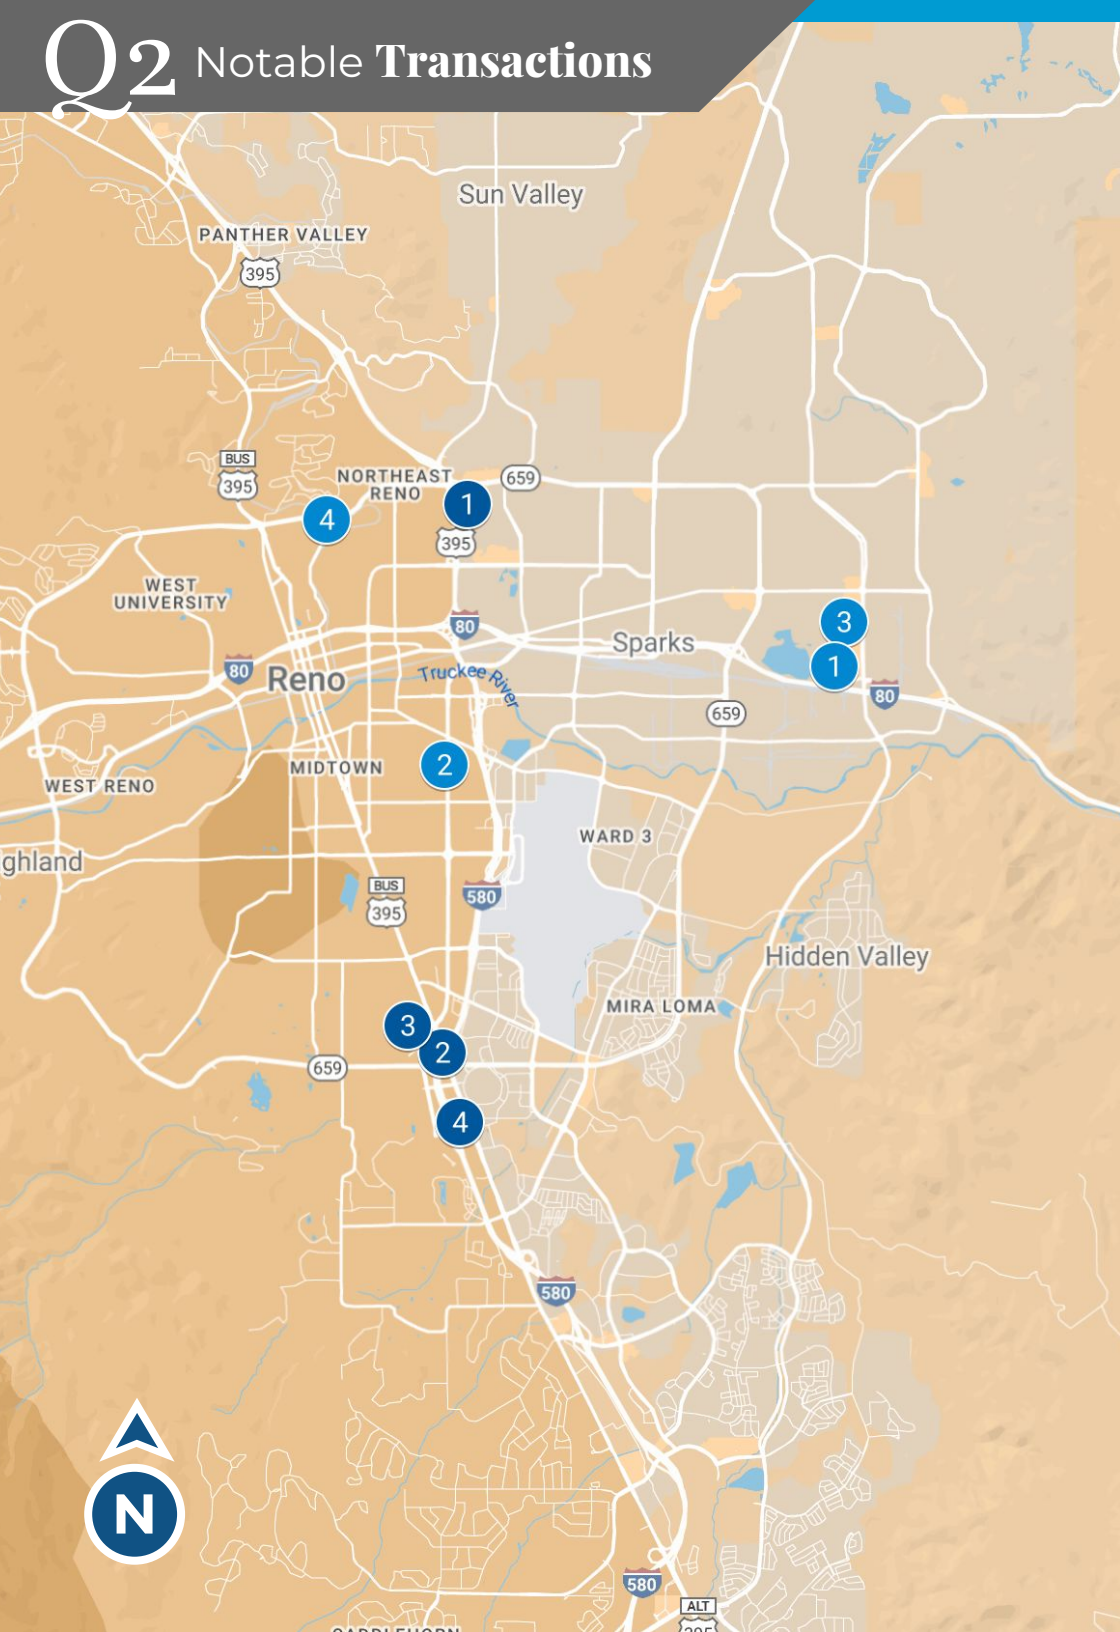 Q2 Notable Transactions
Sun Valley
PANTHER VALLEY
395
BUS
395
NORTHEAST
RENO
659
1
4
395
WEST
UNIVERSITY
80
3
Sparks
1
80
Reno
Truckee River
80
659
2
MIDTOWN
WEST RENO
WARD 3
ghland
BUS
395
580
Hidden Valley
MIRA LOMA
3
2
659
4
580
N
580
ALT